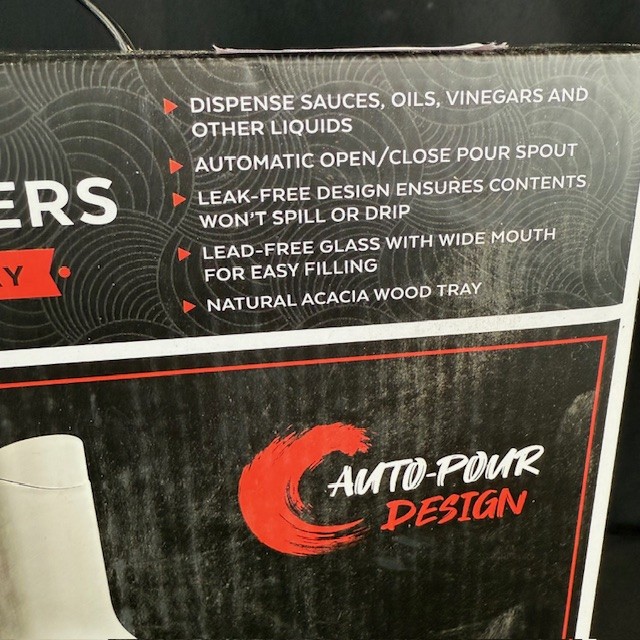 DISPENSE SAUCES, OILS, VINEGARS AND
OTHER LIQUIDS
AUTOMATIC OPEN/CLOSE POUR SPOUT
LEAK-FREE DESIGN ENSURES CONTENTS
WON'T SPILL OR DRIP
LEAD-FREE GLASS WITH WIDE MOUTH
FOR EASY FILLING
NATURAL ACACIA WOOD TRAY
ERS
AY
AUTO-POUR
DESIGN